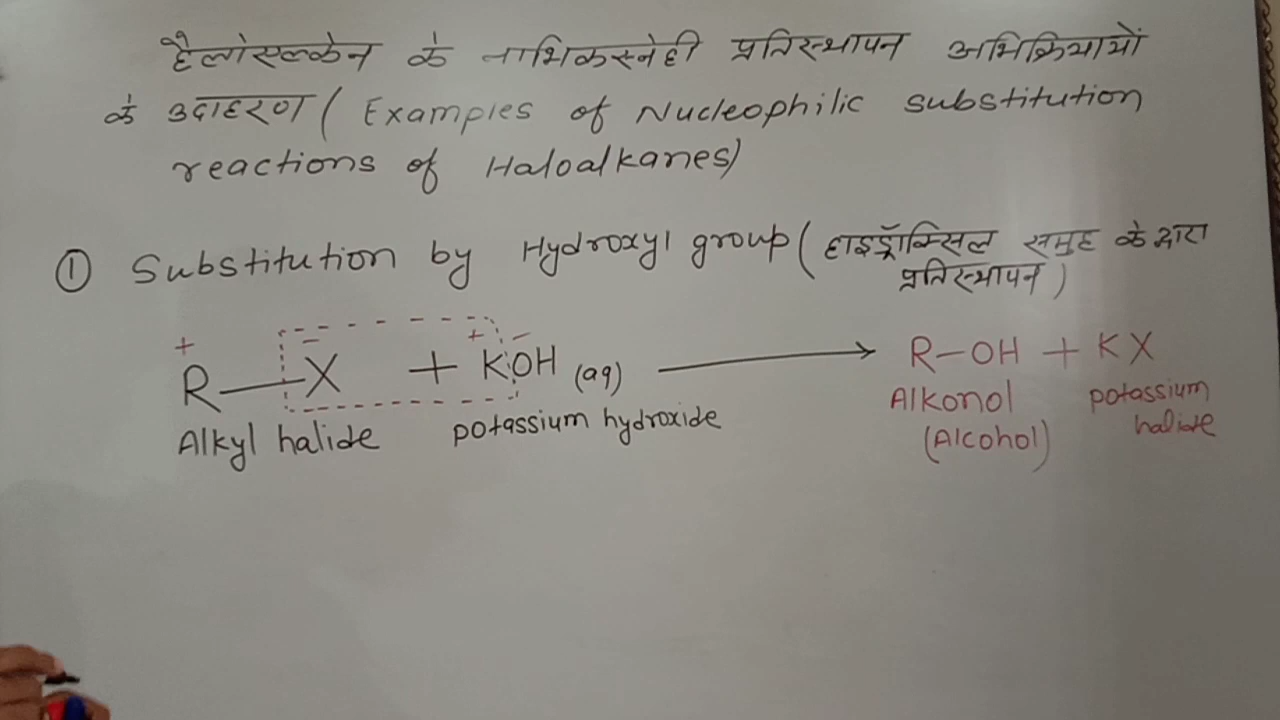 हैलोएल्केन के नाभिकस्नेही प्रतिस्थापन अभिक्रियायों
के उदाहरण ( Examples of Nucleophilic substitution
reactions of Haloalkanes)
① Substitution by Hydroxyl group ( हाइड्रॉक्सिल समुह के द्वारा
प्रतिस्थापन )
+ − + −
R—X + KOH (aq) ⟶ R-OH + KX
Alkyl halide potassium hydroxide Alkonol potassium
(Alcohol) halide